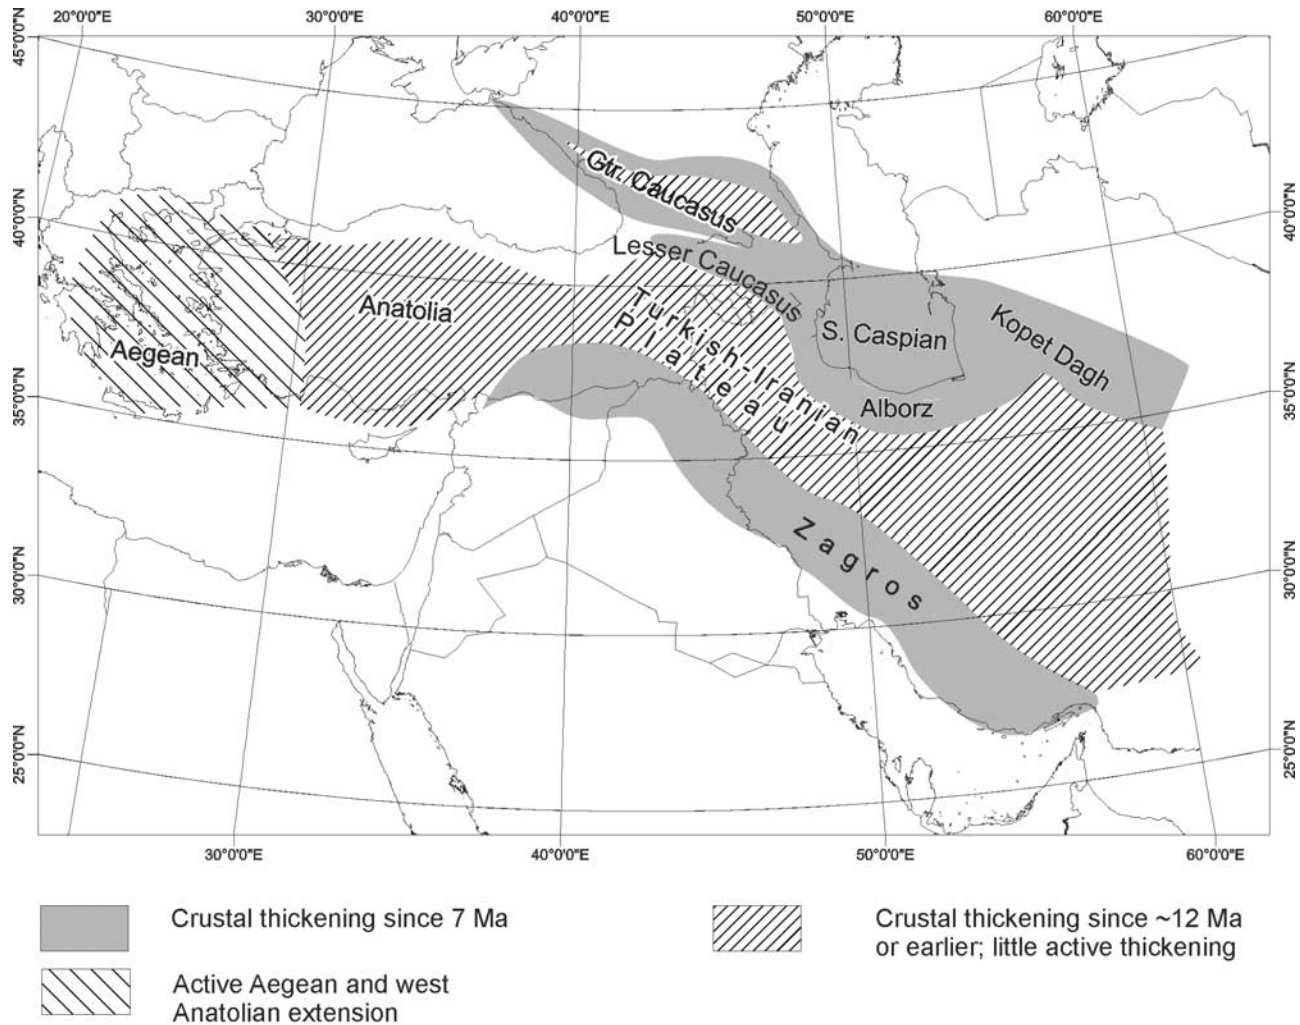 20°0'0"E 30°0'0"E 40°0'0"E 50°0'0"E 60°0'0"E
45°0'0"N
40°0'0"N
35°0'0"N
30°0'0"N
25°0'0"N
40°0'0"N
35°0'0"N
30°0'0"N
25°0'0"N
Gtr. Caucasus
Lesser Caucasus
Anatolia
Aegean
Turkish-Iranian
Plateau
S. Caspian
Kopet Dagh
Alborz
Zagros
30°0'0"E 40°0'0"E 50°0'0"E 60°0'0"E
Crustal thickening since 7 Ma
Active Aegean and west
Anatolian extension
Crustal thickening since ~12 Ma
or earlier; little active thickening